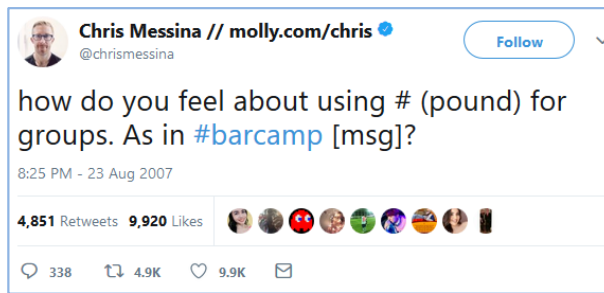 Chris Messina // molly.com/chris
@chrismessina
Follow
how do you feel about using # (pound) for
groups. As in #barcamp [msg]?
8:25 PM - 23 Aug 2007
4,851 Retweets 9,920 Likes
338 4.9K 9.9K